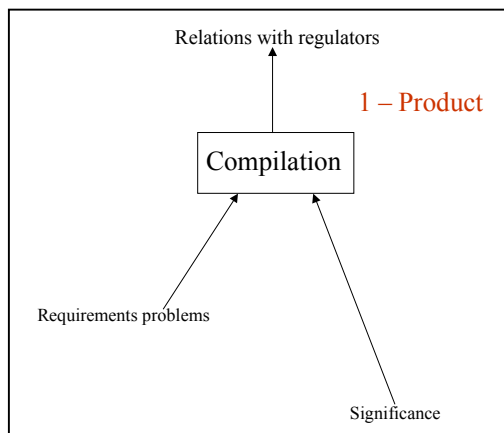 Relations with regulators
1 – Product
Compilation
Requirements problems
Significance